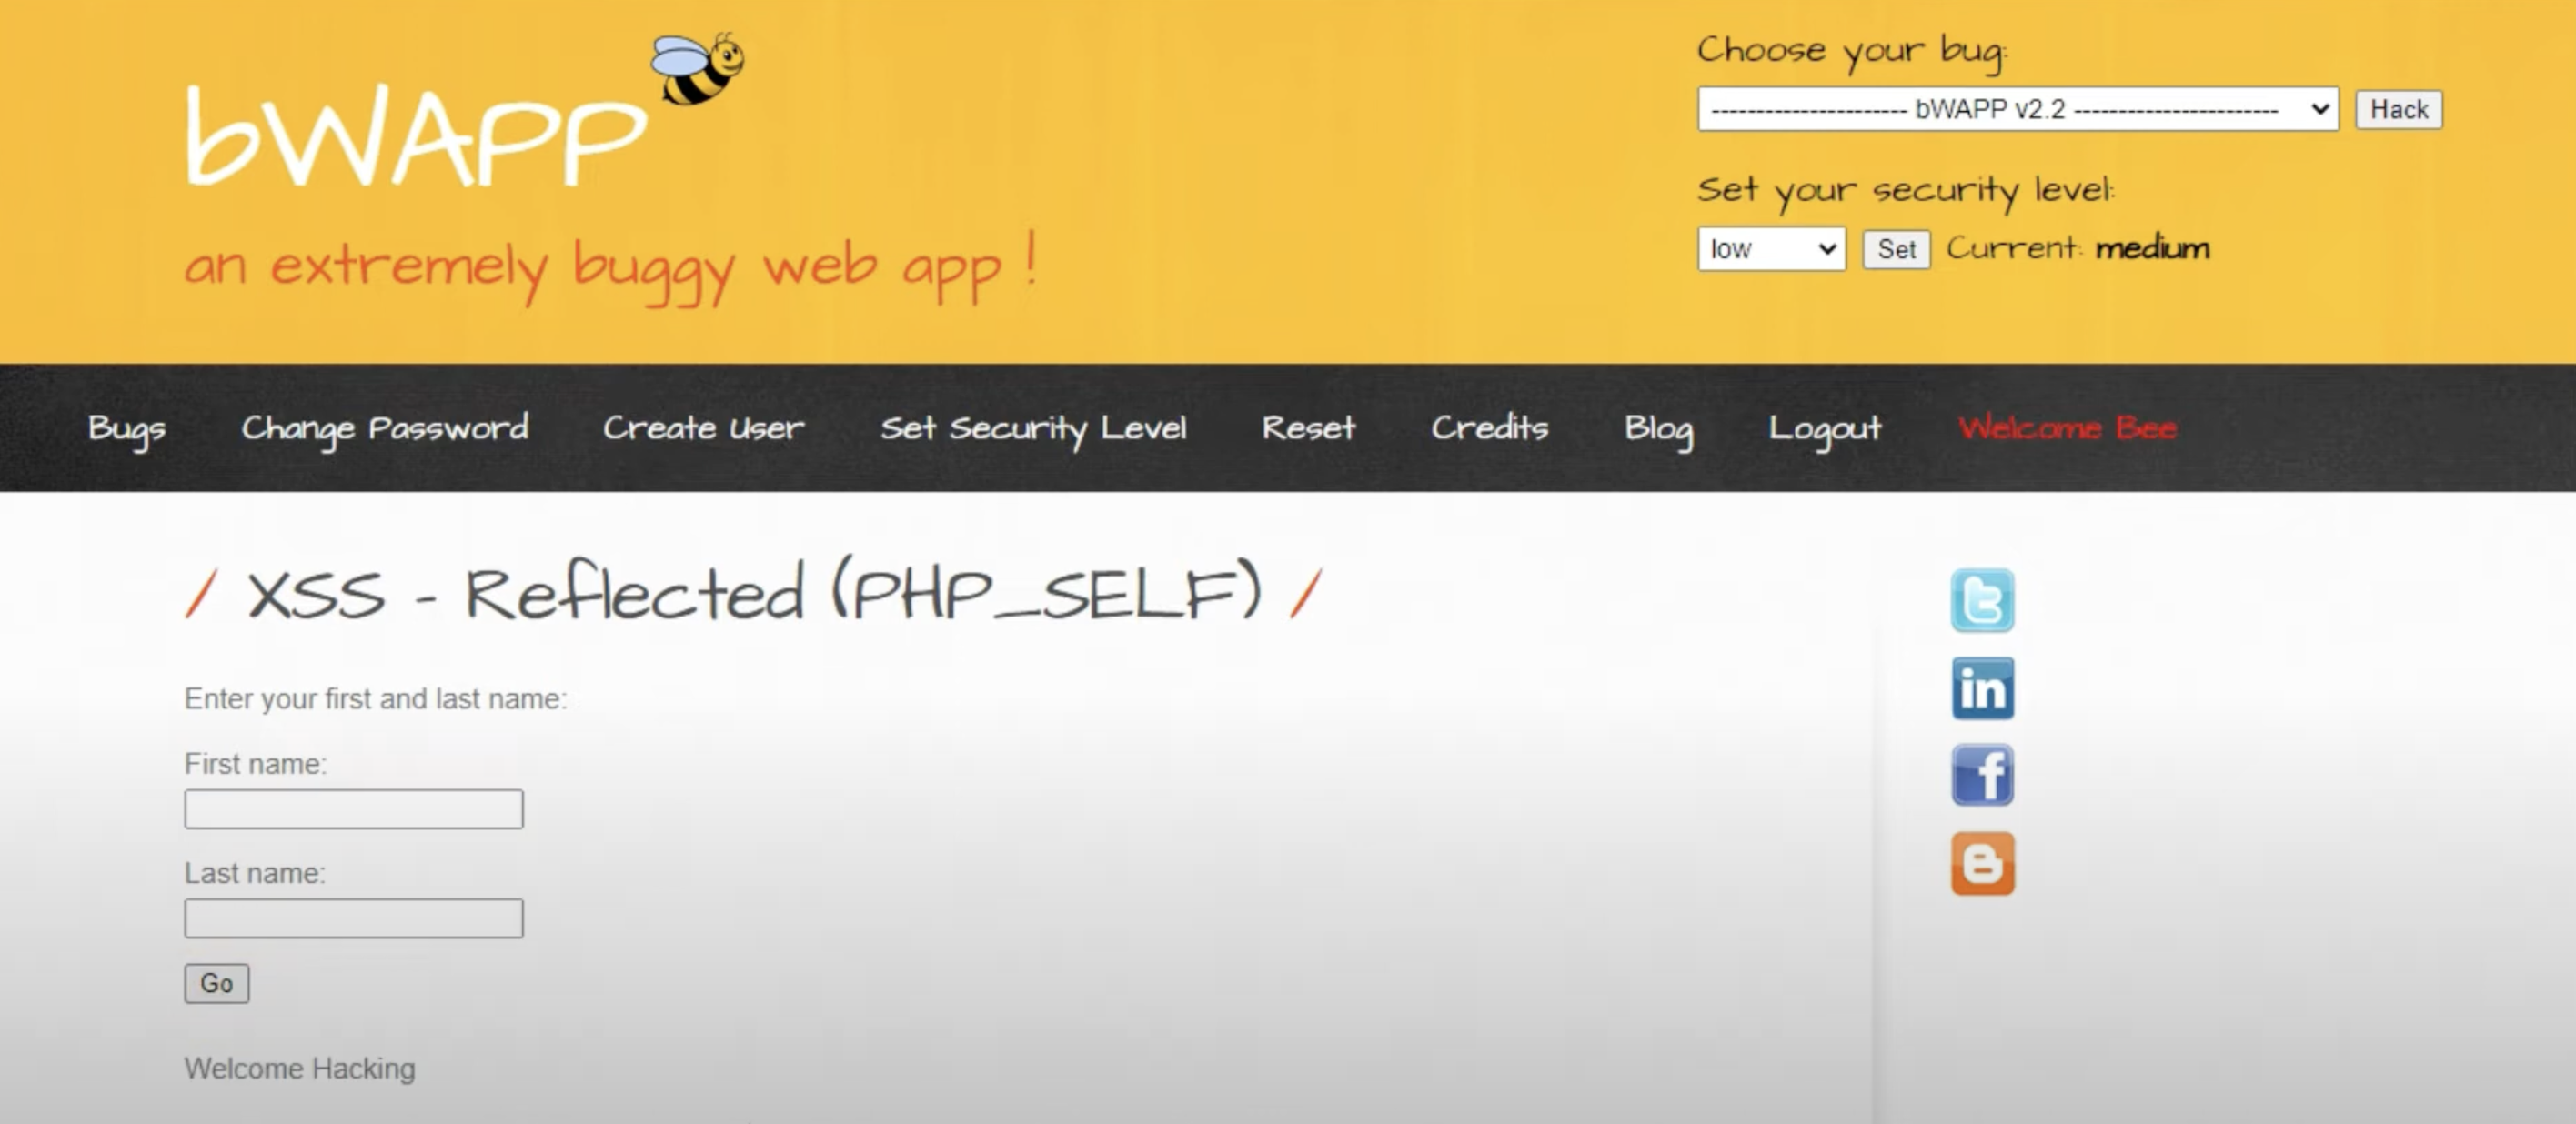 bWAPP
an extremely buggy web app !
Choose your bug:
---------------------- bWAPP v2.2 ----------------------- Hack
Set your security level:
low Set Current: medium
Bugs Change Password Create User Set Security Level Reset Credits Blog Logout Welcome Bee
/ XSS - Reflected (PHP_SELF) /
Enter your first and last name:
First name:
Last name:
Go
Welcome Hacking
t
in
f
B